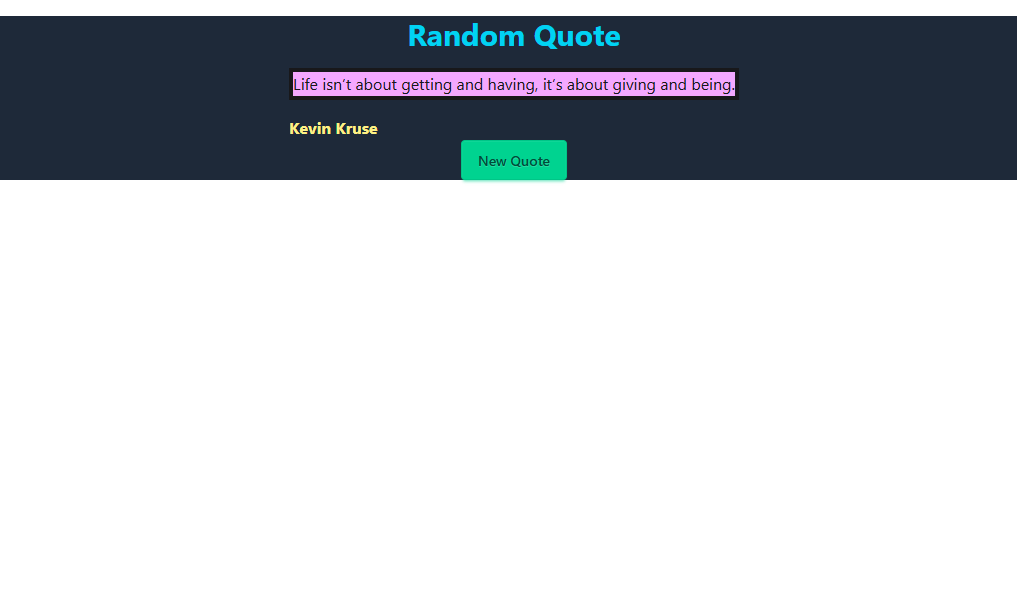 Random Quote
Life isn’t about getting and having, it’s about giving and being.
Kevin Kruse
New Quote